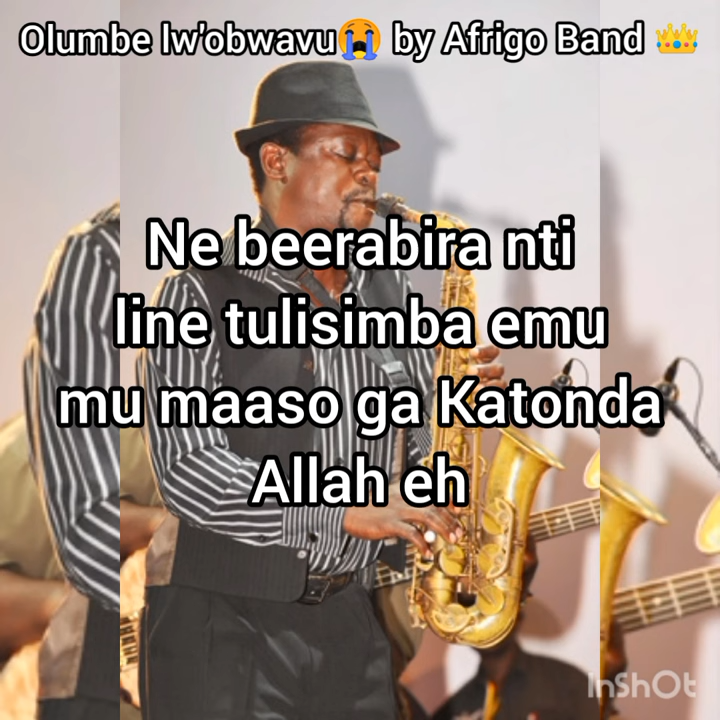 Olumbe lw'obwavu😭 by Afrigo Band 👑
Ne beerabira nti
line tulisimba emu
mu maaso ga Katonda
Allah eh
InShOt